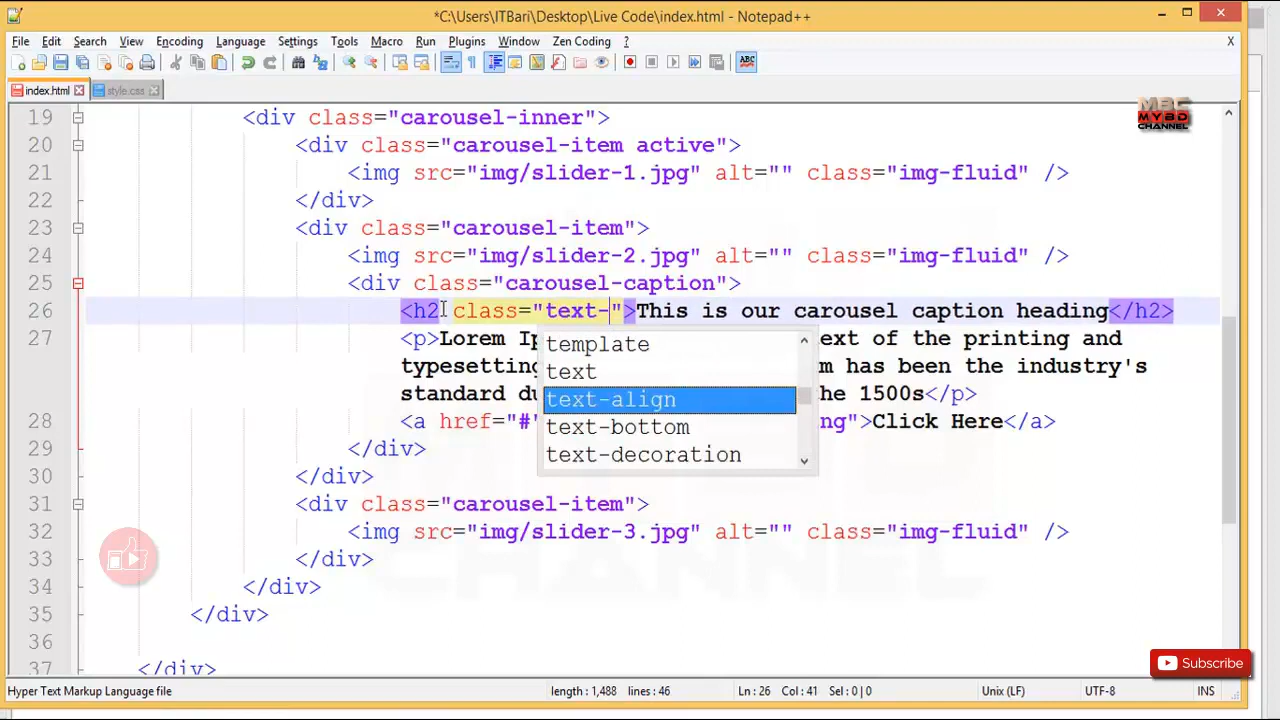 *C:\Users\ITBari\Desktop\Live Code\index.html - Notepad++
File Edit Search View Encoding Language Settings Tools Macro Run Plugins Window Zen Coding ? X
index.html style.css
MBC
MYBD
CHANNEL
19 <div class="carousel-inner">
20 <div class="carousel-item active">
21 <img src="img/slider-1.jpg" alt="" class="img-fluid" />
22 </div>
23 <div class="carousel-item">
24 <img src="img/slider-2.jpg" alt="" class="img-fluid" />
25 <div class="carousel-caption">
26 <h2 class="text-">This is our carousel caption heading</h2>
27 <p>Lorem Ip ext of the printing and
typesetting m has been the industry's
standard du he 1500s</p>
28 <a href="#" ng">Click Here</a>
template
text
text-align
text-bottom
text-decoration
29 </div>
30 </div>
31 <div class="carousel-item">
32 <img src="img/slider-3.jpg" alt="" class="img-fluid" />
33 </div>
34 </div>
35 </div>
36
37 </div>
CHANNEL
Subscribe
Hyper Text Markup Language file length : 1,488 lines : 46 Ln : 26 Col : 41 Sel : 0 | 0 Unix (LF) UTF-8 INS